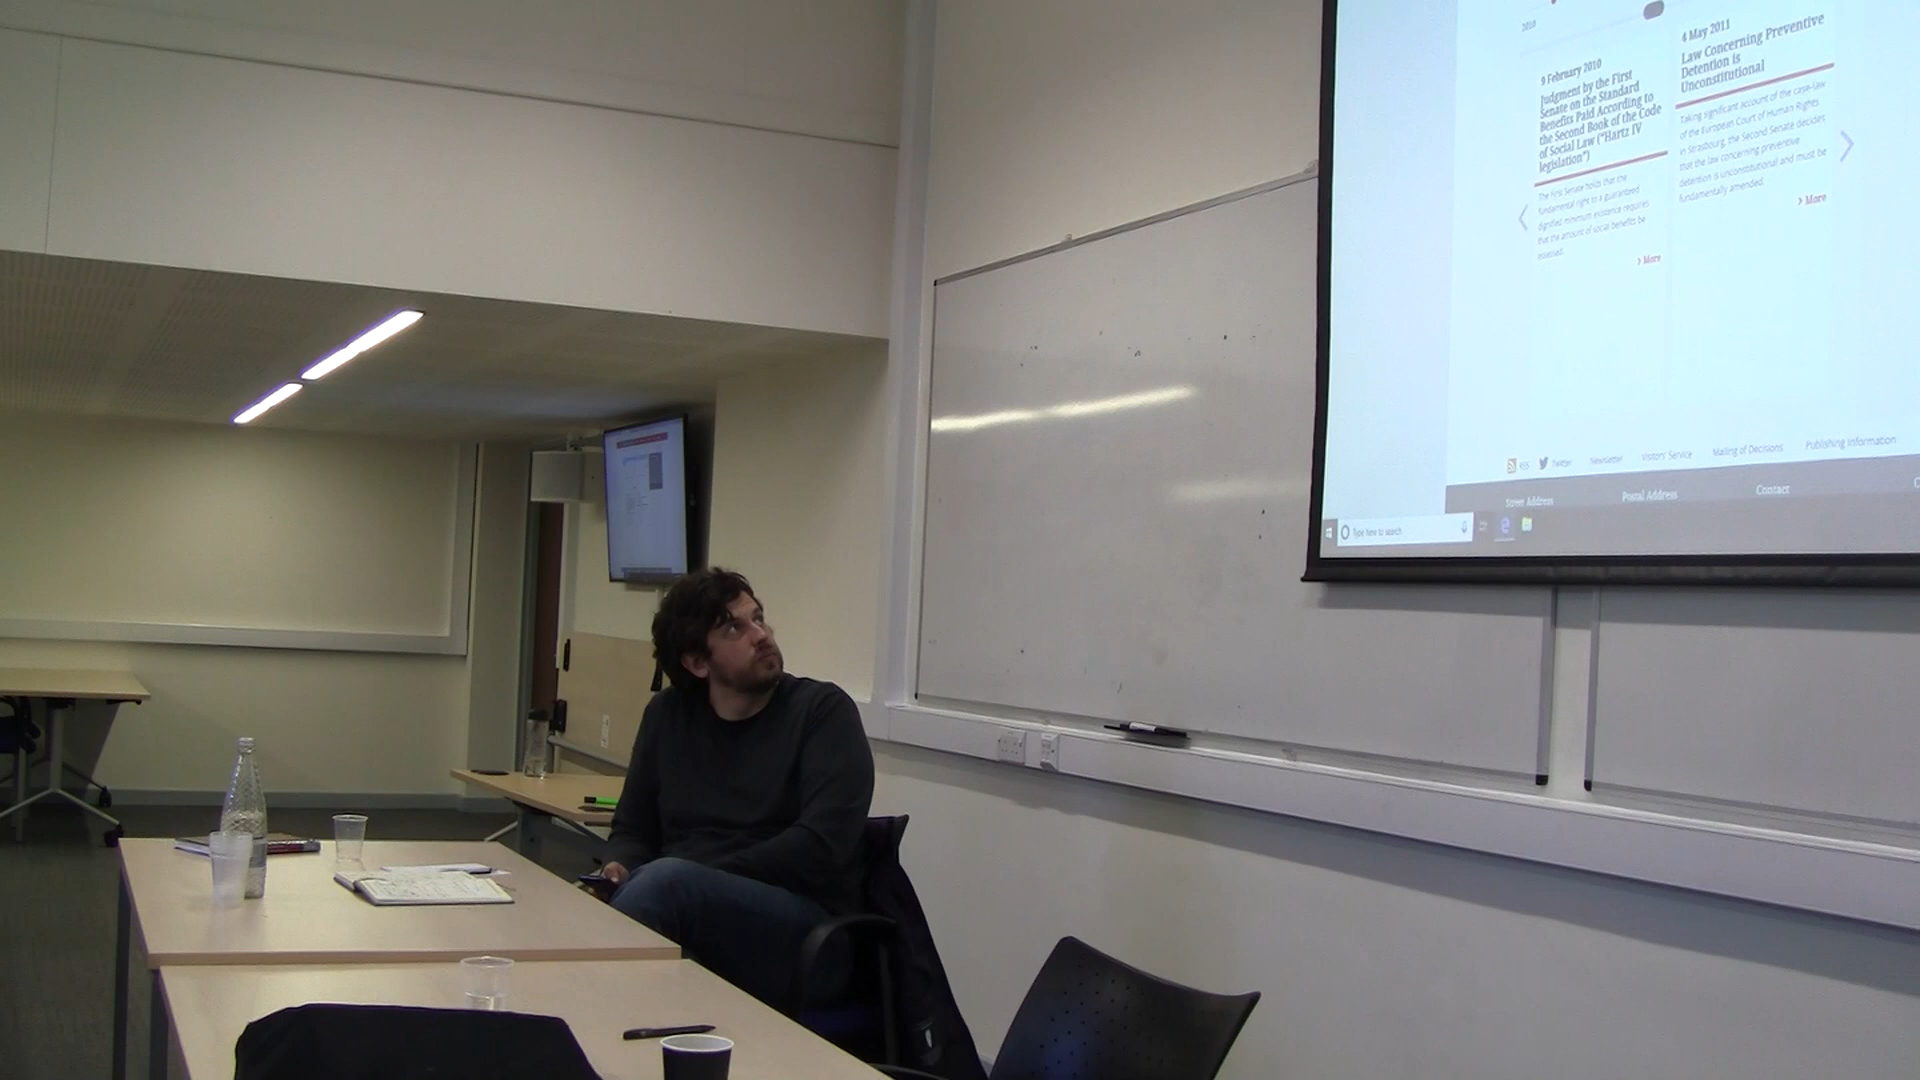 2010
9 February 2010
Judgment by the First
Senate on the Standard
Benefits Paid According to
the Second Book of the Code
of Social Law ("Hartz IV
legislation")
The First Senate holds that the
fundamental right to a guaranteed
dignified minimum existence requires
that the amount of social benefits be
assessed.
> More
4 May 2011
Law Concerning Preventive
Detention is
Unconstitutional
Taking significant account of the case-law
of the European Court of Human Rights
in Strasbourg, the Second Senate decides
that the law concerning preventive
detention is unconstitutional and must be
fundamentally amended.
> More
RSS Twitter Newsletter Visitors' Service Mailing of Decisions Publishing Information
Street Address Postal Address Contact
Type here to search